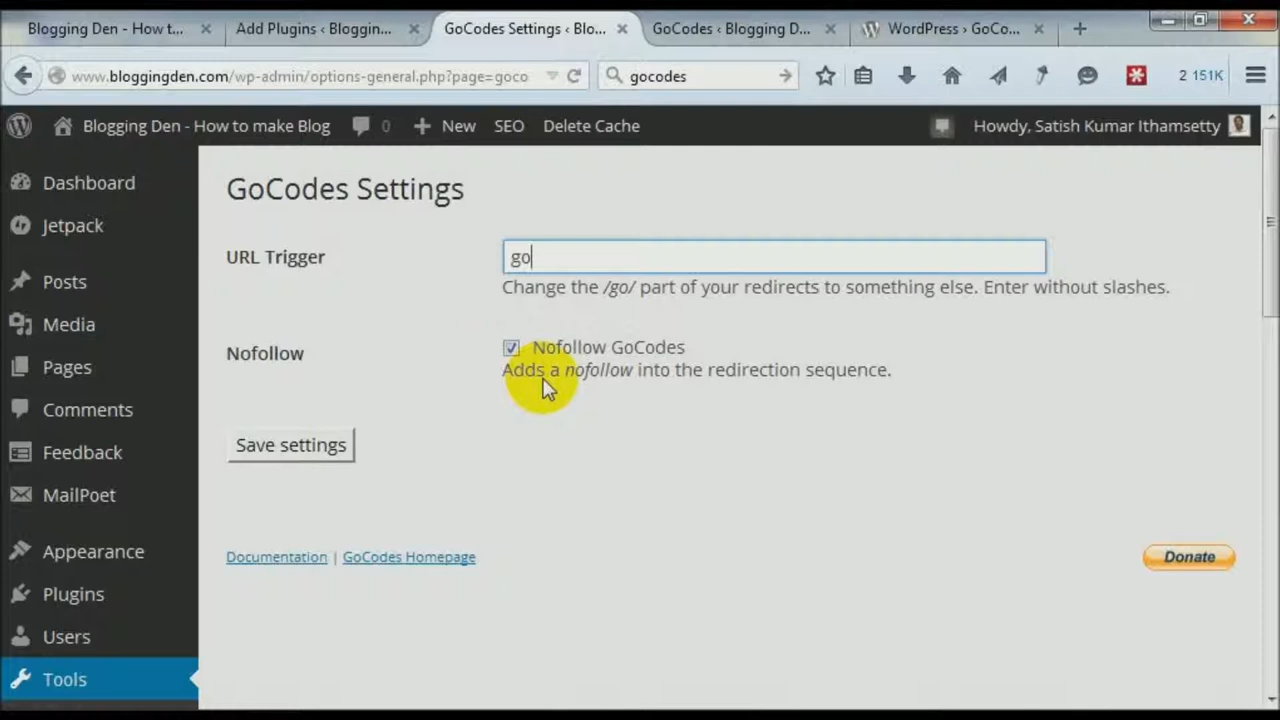 Blogging Den - How t... Add Plugins ‹ Bloggin... GoCodes Settings ‹ Blo... GoCodes ‹ Blogging D... WordPress › GoCo...
www.bloggingden.com/wp-admin/options-general.php?page=goco gocodes 2 151K
Blogging Den - How to make Blog 0 New SEO Delete Cache Howdy, Satish Kumar Ithamsetty
Dashboard
Jetpack
Posts
Media
Pages
Comments
Feedback
MailPoet
Appearance
Plugins
Users
Tools
GoCodes Settings
URL Trigger go
Change the /go/ part of your redirects to something else. Enter without slashes.
Nofollow Nofollow GoCodes
Adds a nofollow into the redirection sequence.
Save settings
Documentation | GoCodes Homepage Donate